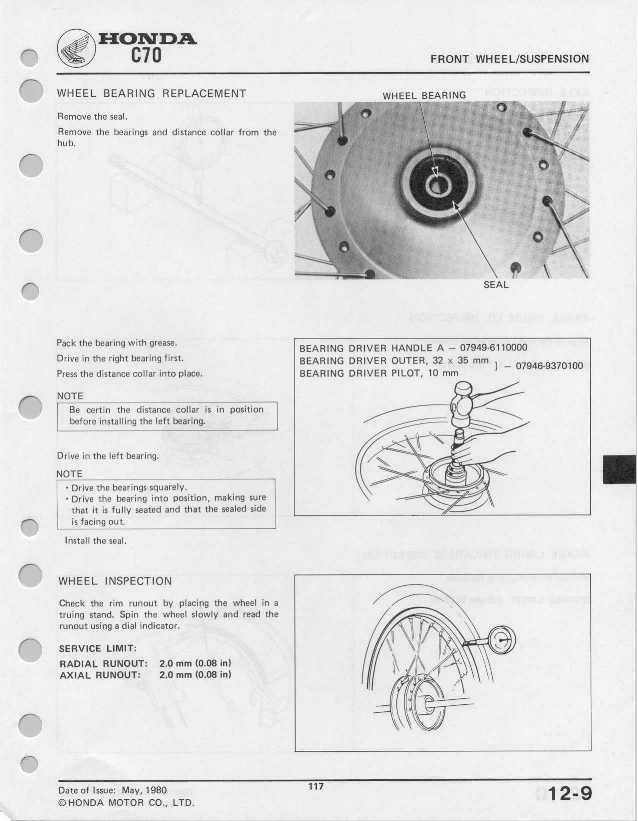 HONDA
C70
FRONT WHEEL/SUSPENSION
WHEEL BEARING REPLACEMENT
Remove the seal.
Remove the bearings and distance collar from the
hub.
WHEEL BEARING
SEAL
Pack the bearing with grease.
Drive in the right bearing first.
Press the distance collar into place.
NOTE
Be certin the distance collar is in position
before installing the left bearing.
Drive in the left bearing.
NOTE
· Drive the bearings squarely.
· Drive the bearing into position, making sure
that it is fully seated and that the sealed side
is facing out.
Install the seal.
BEARING DRIVER HANDLE A – 07949-6110000
BEARING DRIVER OUTER, 32 x 35 mm
BEARING DRIVER PILOT, 10 mm
] – 07946-9370100
WHEEL INSPECTION
Check the rim runout by placing the wheel in a
truing stand. Spin the wheel slowly and read the
runout using a dial indicator.
SERVICE LIMIT:
RADIAL RUNOUT: 2.0 mm (0.08 in)
AXIAL RUNOUT: 2.0 mm (0.08 in)
Date of Issue: May, 1980
© HONDA MOTOR CO., LTD.
117
12-9